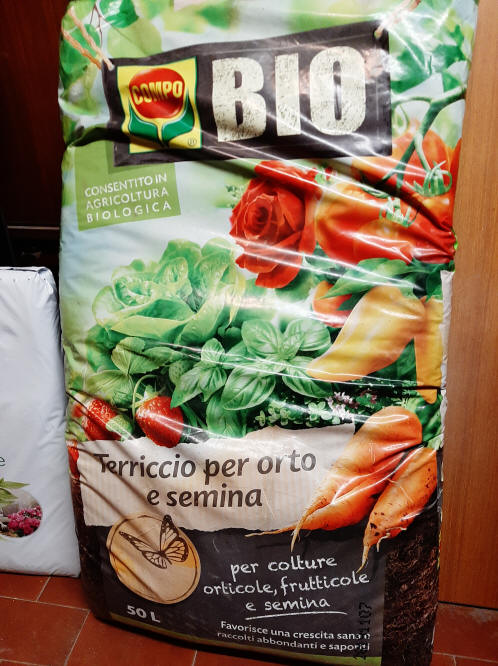 COMPO
BIO
CONSENTITO IN
AGRICOLTURA
BIOLOGICA
Terriccio per orto
e semina
per colture
orticole, frutticole
e semina
50 L
Favorisce una crescita sana e
raccolti abbondanti e saporiti